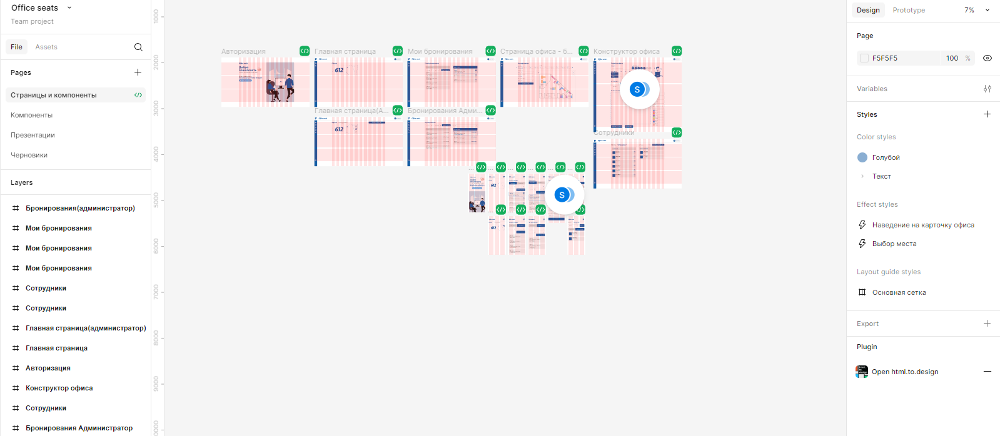 Office seats
Team project
File
Assets
Pages
Страницы и компоненты
Компоненты
Презентации
Черновики
Layers
Бронирования(администратор)
Мои бронирования
Мои бронирования
Мои бронирования
Сотрудники
Сотрудники
Главная страница(администратор)
Главная страница
Авторизация
Конструктор офиса
Сотрудники
Бронирования Администратор
1000
2000
3000
4000
5000
6000
7000
8000
9000
Авторизация
Главная страница
Мои бронирования
Страница офиса - б...
Конструктор офиса
Добро
пожаловать
612
S
Главная страница(А...
Бронирования Адми...
Сотрудники
612
612
S
612
Design
Prototype
7%
Page
F5F5F5
100
%
Variables
Styles
Color styles
Голубой
Текст
Effect styles
Наведение на карточку офиса
Выбор места
Layout guide styles
Основная сетка
Export
Plugin
Open html.to.design